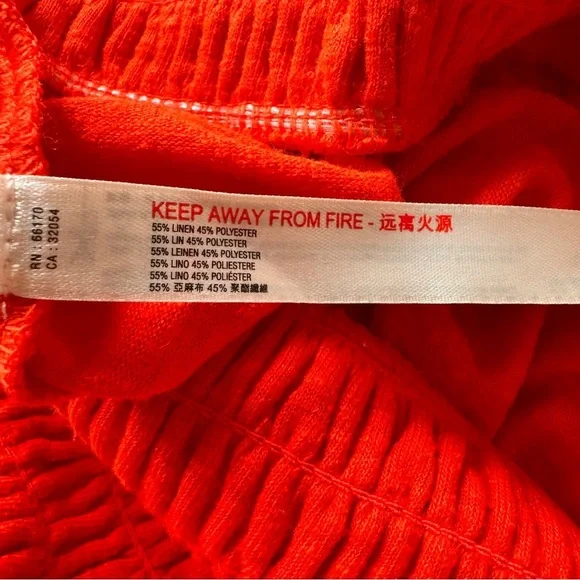 RN : 66170
CA : 32054
KEEP AWAY FROM FIRE - 远离火源
55% LINEN 45% POLYESTER
55% LIN 45% POLYESTER
55% LEINEN 45% POLYESTER
55% LINO 45% POLIESTERE
55% LINO 45% POLIÉSTER
55% 亞麻布 45% 聚酯纖維